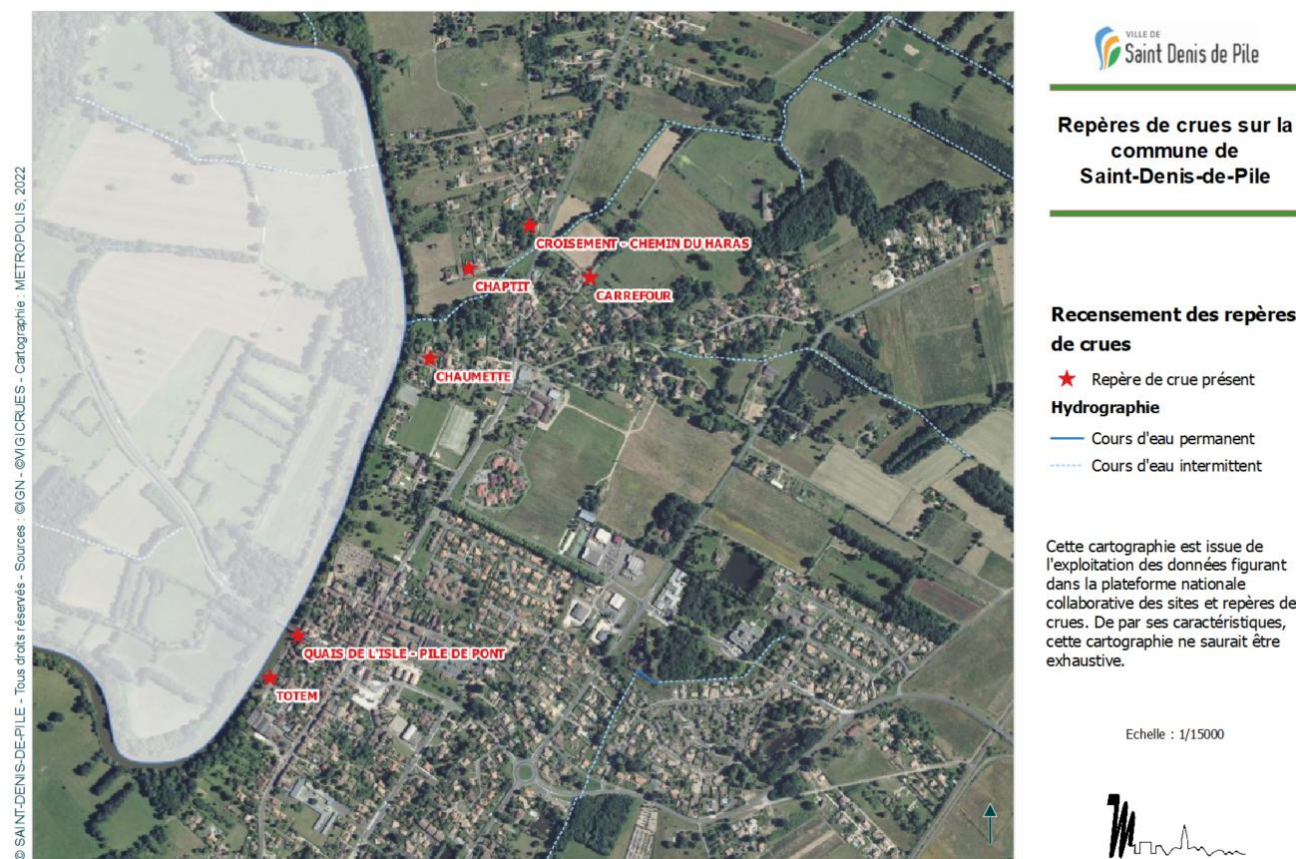 © SAINT-DENIS-DE-PILE - Tous droits réservés - Sources : ©IGN - ©VIGICRUES - Cartographie : METROPOLIS, 2022
CROISEMENT - CHEMIN DU HARAS
CHAPTIT
CARREFOUR
CHAUMETTE
QUAIS DE L'ISLE - PILE DE PONT
TOTEM
VILLE DE
Saint Denis de Pile
Repères de crues sur la
commune de
Saint-Denis-de-Pile
Recensement des repères
de crues
Repère de crue présent
Hydrographie
Cours d'eau permanent
Cours d'eau intermittent
Cette cartographie est issue de
l'exploitation des données figurant
dans la plateforme nationale
collaborative des sites et repères de
crues. De par ses caractéristiques,
cette cartographie ne saurait être
exhaustive.
Echelle : 1/15000